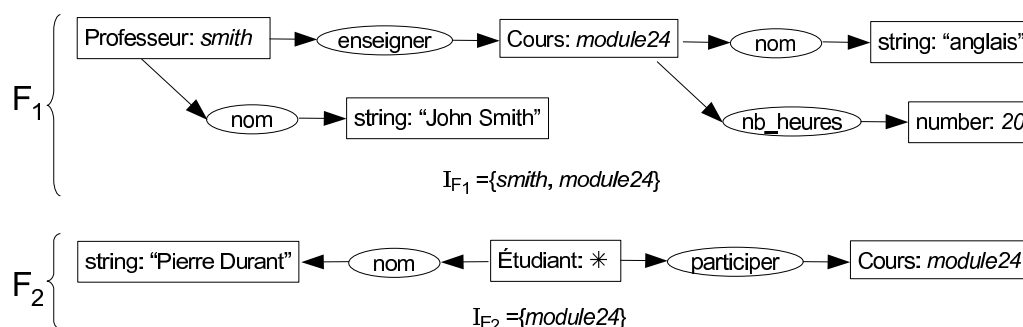 Professeur: smith enseigner Cours: module24 nom string: “anglais”
F1
nom string: “John Smith” nb_heures number: 20
IF1 ={smith, module24}
string: “Pierre Durant” nom Étudiant: ✳ participer Cours: module24
F2
IF2 ={module24}